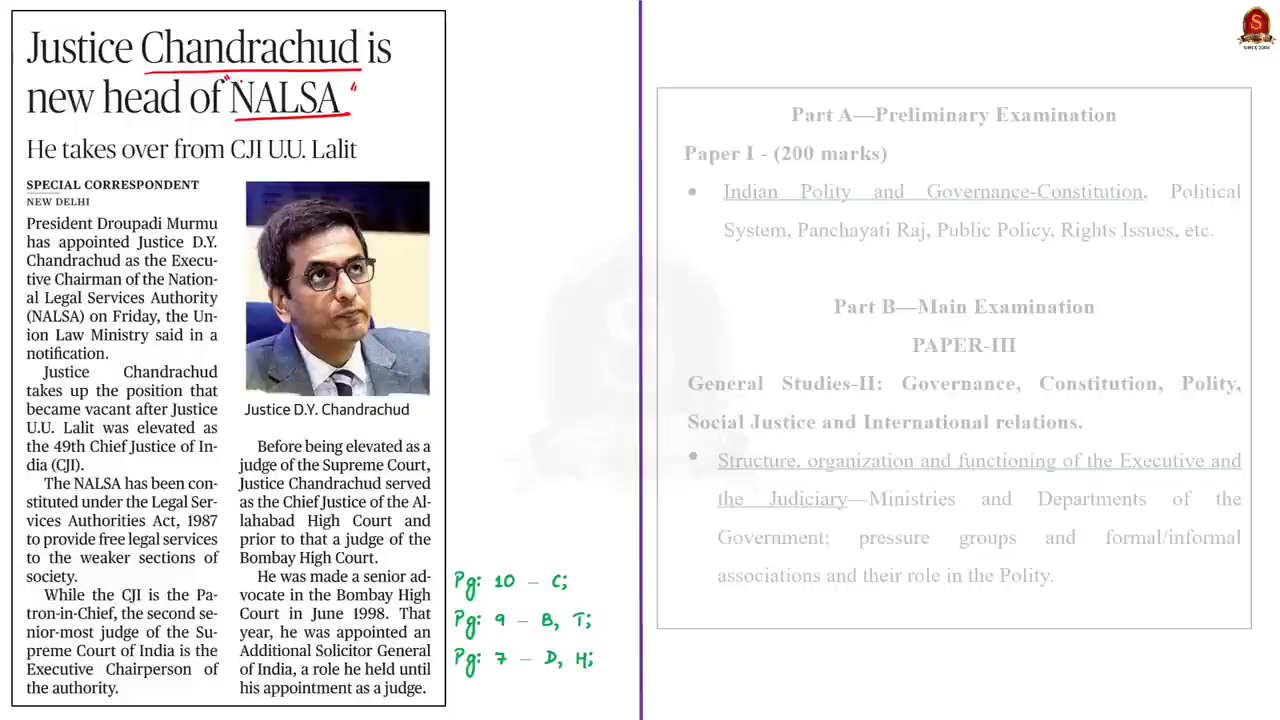 Justice Chandrachud is
new head of "NALSA"
He takes over from CJI U.U. Lalit
SPECIAL CORRESPONDENT
NEW DELHI
President Droupadi Murmu
has appointed Justice D.Y.
Chandrachud as the Execu-
tive Chairman of the Nation-
al Legal Services Authority
(NALSA) on Friday, the Un-
ion Law Ministry said in a
notification.
Justice Chandrachud
takes up the position that
became vacant after Justice
U.U. Lalit was elevated as
the 49th Chief Justice of In-
dia (CJI).
The NALSA has been con-
stituted under the Legal Ser-
vices Authorities Act, 1987
to provide free legal services
to the weaker sections of
society.
While the CJI is the Pa-
tron-in-Chief, the second se-
nior-most judge of the Su-
preme Court of India is the
Executive Chairperson of
the authority.
Justice D.Y. Chandrachud
Before being elevated as a
judge of the Supreme Court,
Justice Chandrachud served
as the Chief Justice of the Al-
lahabad High Court and
prior to that a judge of the
Bombay High Court.
He was made a senior ad-
vocate in the Bombay High
Court in June 1998. That
year, he was appointed an
Additional Solicitor General
of India, a role he held until
his appointment as a judge.
Pg: 10 – C;
Pg: 9 – B, T;
Pg: 7 – D, H;
S
SINCE 2004
Part A—Preliminary Examination
Paper I - (200 marks)
• Indian Polity and Governance-Constitution, Political
System, Panchayati Raj, Public Policy, Rights Issues, etc.
Part B—Main Examination
PAPER-III
General Studies-II: Governance, Constitution, Polity,
Social Justice and International relations.
• Structure, organization and functioning of the Executive and
the Judiciary—Ministries and Departments of the
Government; pressure groups and formal/informal
associations and their role in the Polity.